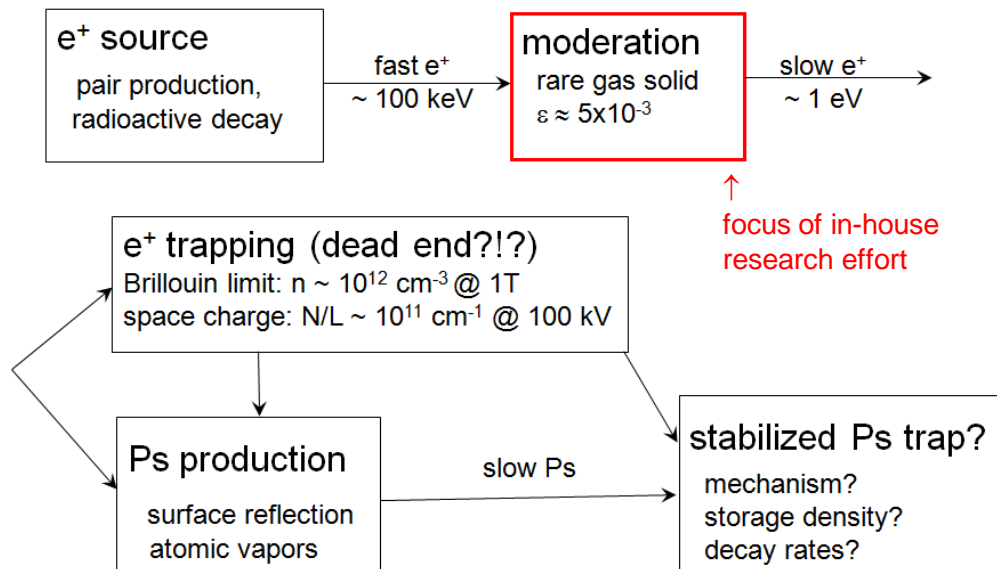 e⁺ source
pair production,
radioactive decay
fast e⁺
~ 100 keV
moderation
rare gas solid
ε ≈ 5x10⁻³
slow e⁺
~ 1 eV
↑
focus of in-house
research effort
e⁺ trapping (dead end?!?)
Brillouin limit: n ~ 10¹² cm⁻³ @ 1T
space charge: N/L ~ 10¹¹ cm⁻¹ @ 100 kV
Ps production
surface reflection
atomic vapors
slow Ps
stabilized Ps trap?
mechanism?
storage density?
decay rates?